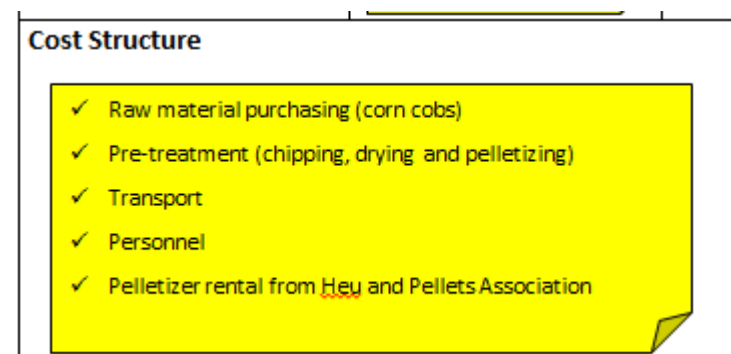 Cost Structure
✓ Raw material purchasing (corn cobs)
✓ Pre-treatment (chipping, drying and pelletizing)
✓ Transport
✓ Personnel
✓ Pelletizer rental from Heu and Pellets Association